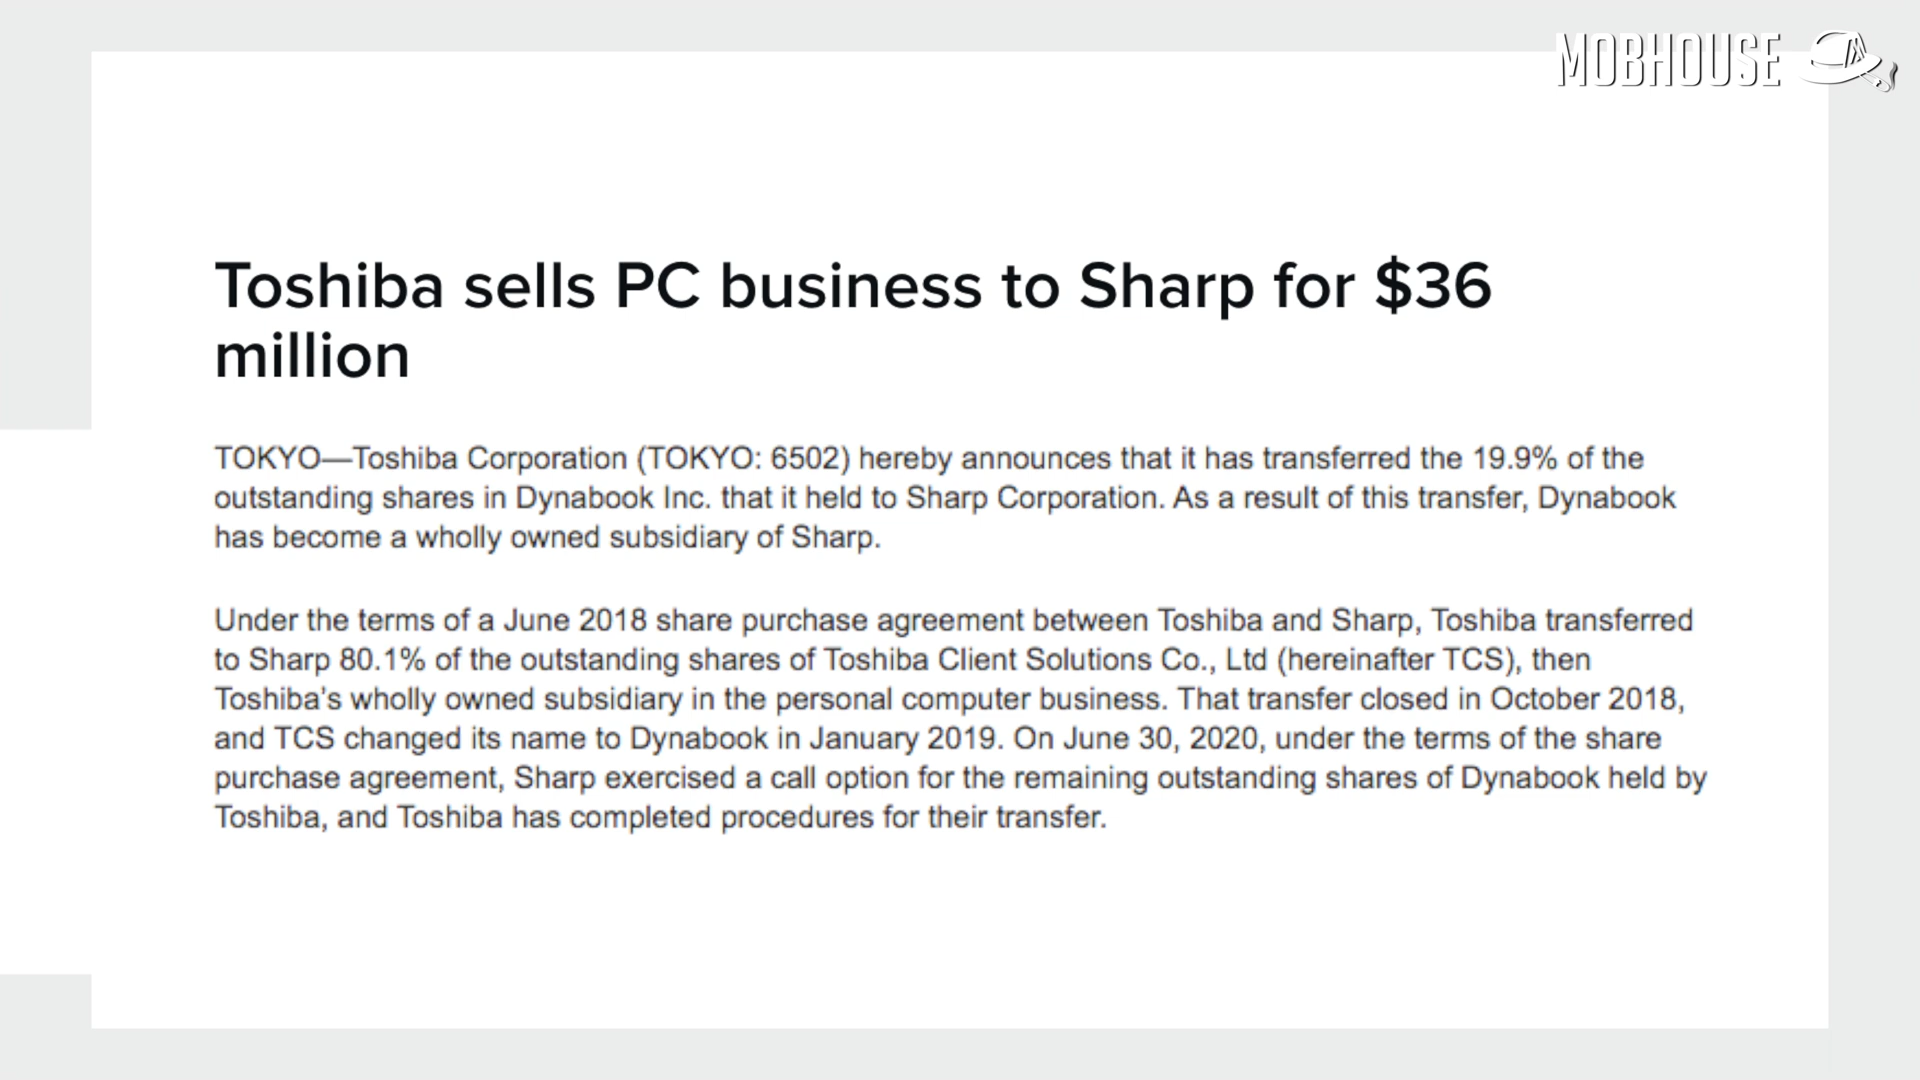 MOBHOUSE
Toshiba sells PC business to Sharp for $36
million
TOKYO—Toshiba Corporation (TOKYO: 6502) hereby announces that it has transferred the 19.9% of the
outstanding shares in Dynabook Inc. that it held to Sharp Corporation. As a result of this transfer, Dynabook
has become a wholly owned subsidiary of Sharp.
Under the terms of a June 2018 share purchase agreement between Toshiba and Sharp, Toshiba transferred
to Sharp 80.1% of the outstanding shares of Toshiba Client Solutions Co., Ltd (hereinafter TCS), then
Toshiba’s wholly owned subsidiary in the personal computer business. That transfer closed in October 2018,
and TCS changed its name to Dynabook in January 2019. On June 30, 2020, under the terms of the share
purchase agreement, Sharp exercised a call option for the remaining outstanding shares of Dynabook held by
Toshiba, and Toshiba has completed procedures for their transfer.